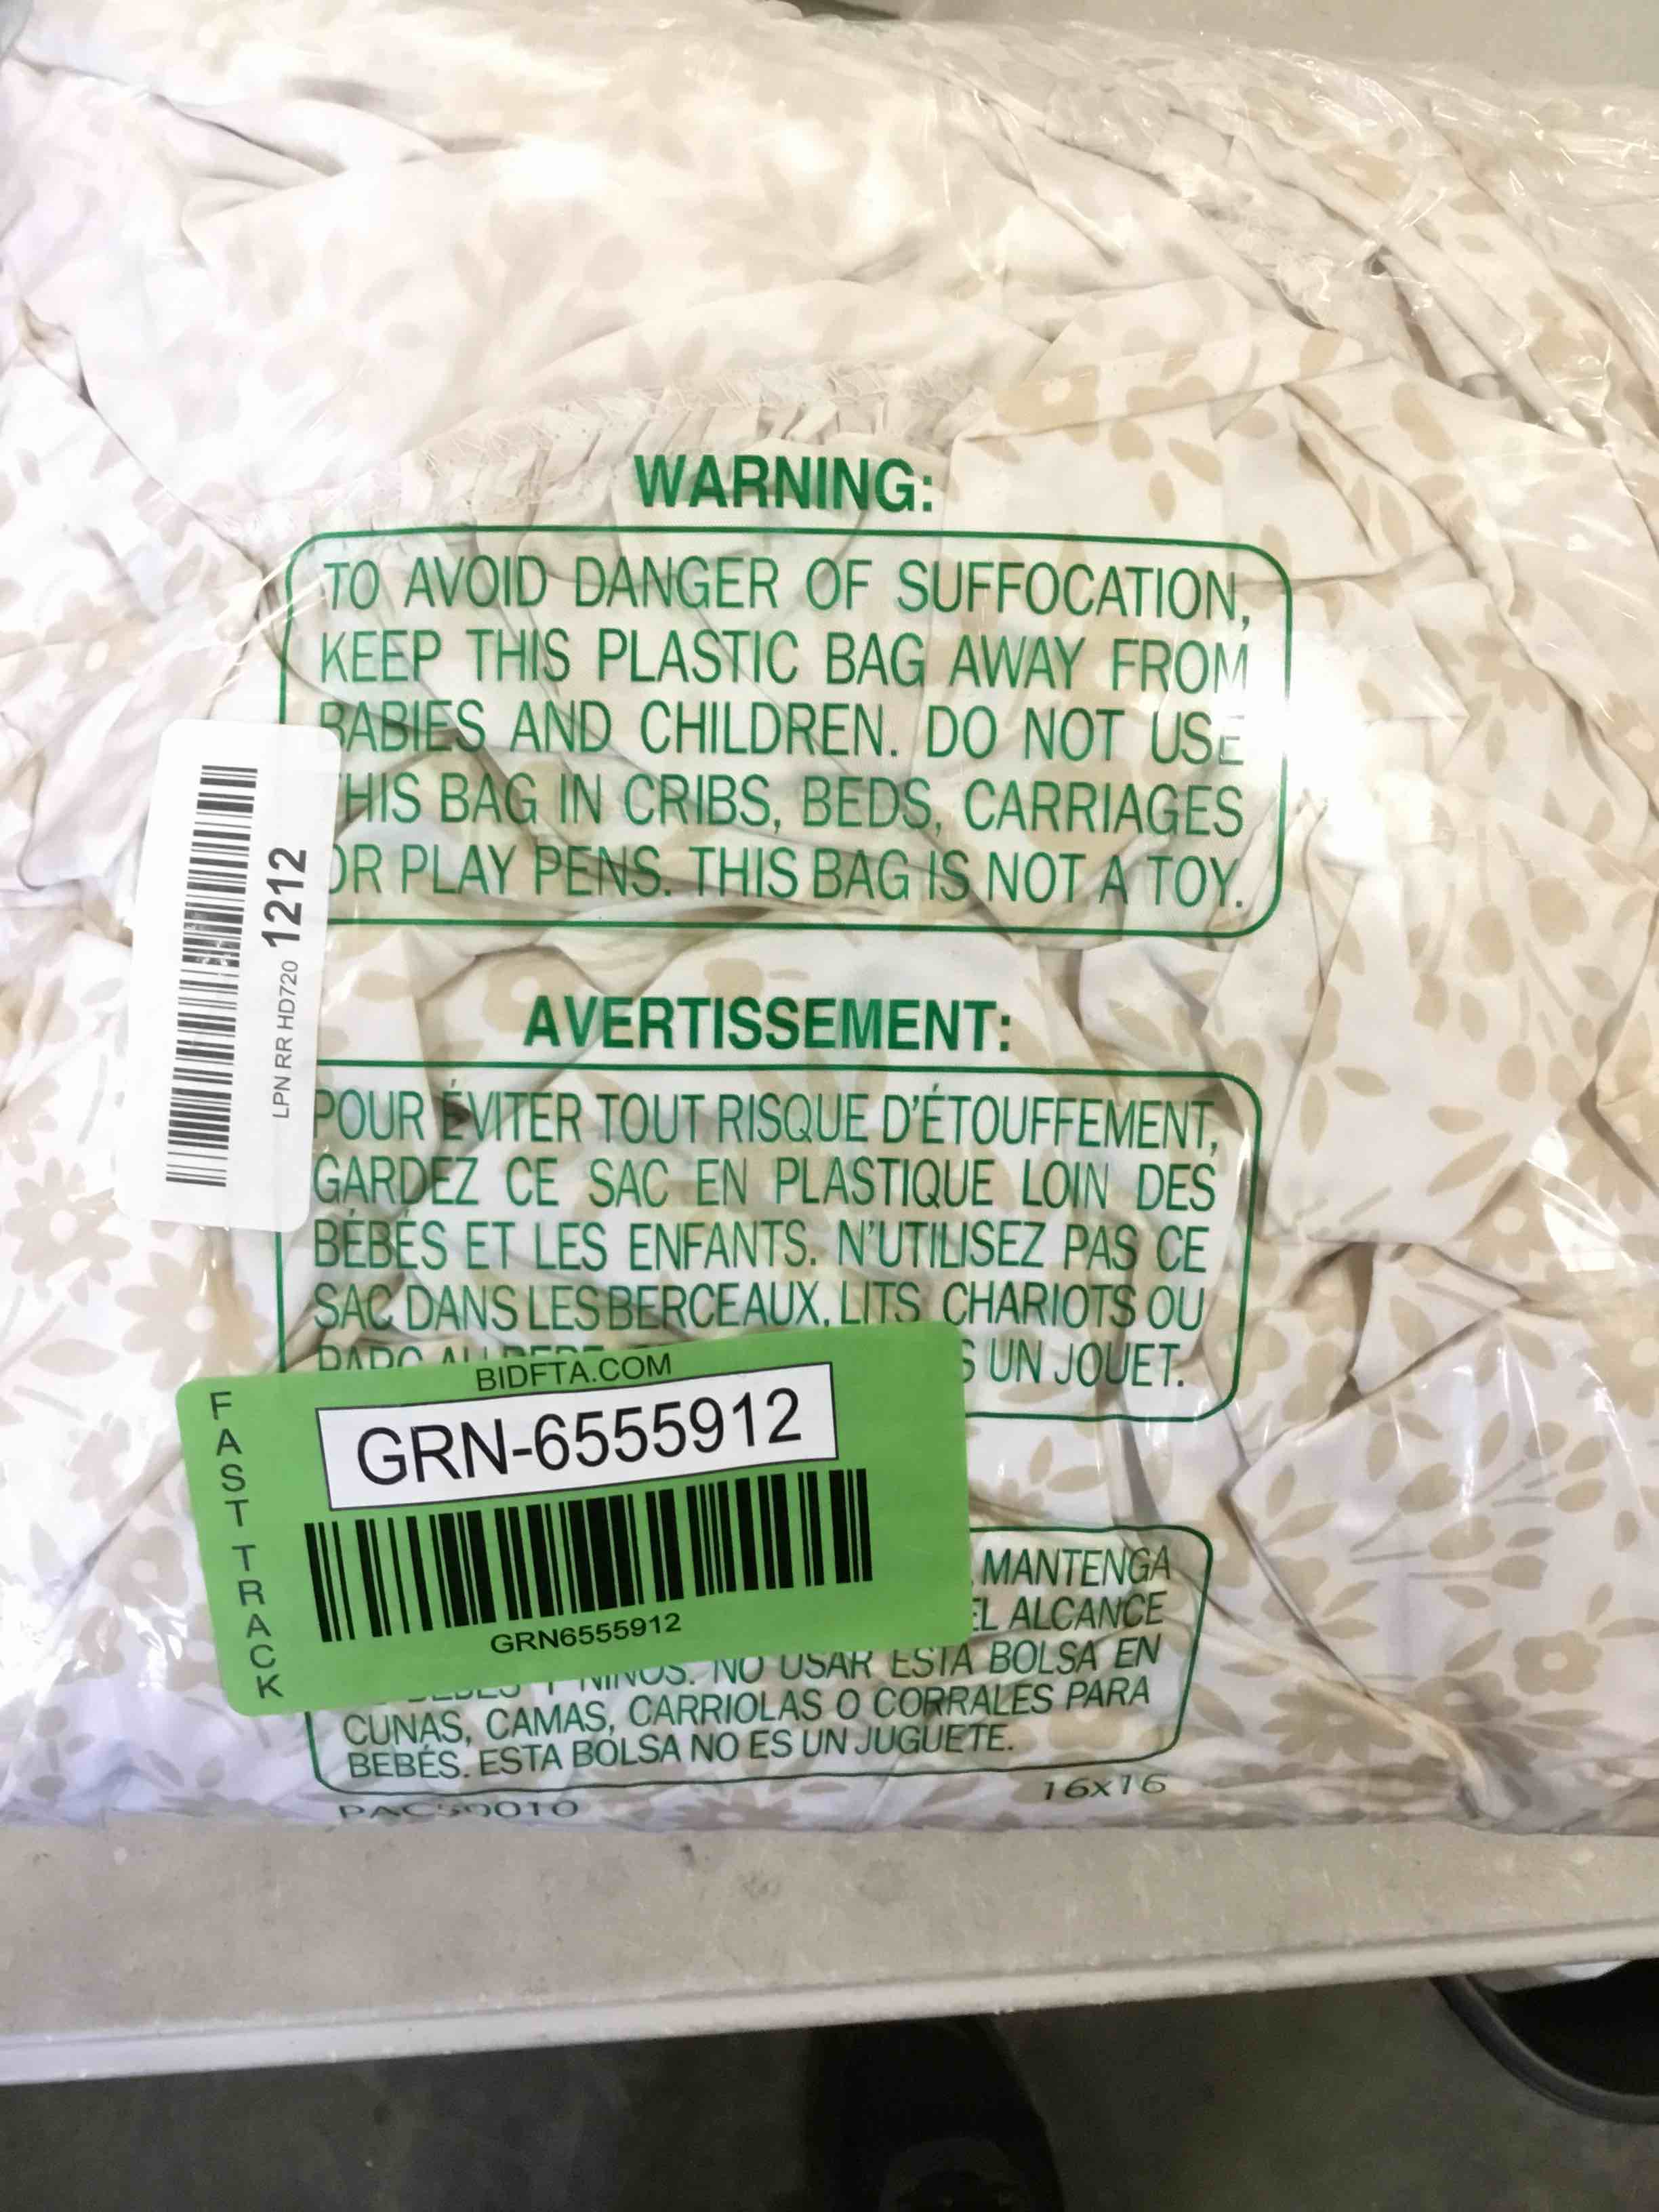 WARNING:
TO AVOID DANGER OF SUFFOCATION,
KEEP THIS PLASTIC BAG AWAY FROM
BABIES AND CHILDREN. DO NOT USE
THIS BAG IN CRIBS, BEDS, CARRIAGES
OR PLAY PENS. THIS BAG IS NOT A TOY.
LPN RR HD720 1212
AVERTISSEMENT:
POUR ÉVITER TOUT RISQUE D'ÉTOUFFEMENT,
GARDEZ CE SAC EN PLASTIQUE LOIN DES
BÉBÉS ET LES ENFANTS. N'UTILISEZ PAS CE
SAC DANS LES BERCEAUX, LITS, CHARIOTS OU
UN JOUET.
BIDFTA.COM
FAST TRACK
GRN-6555912
GRN6555912
MANTENGA
EL ALCANCE
NIÑOS. NO USAR ESTA BOLSA EN
CUNAS, CAMAS, CARRIOLAS O CORRALES PARA
BEBÉS. ESTA BOLSA NO ES UN JUGUETE.
16x16